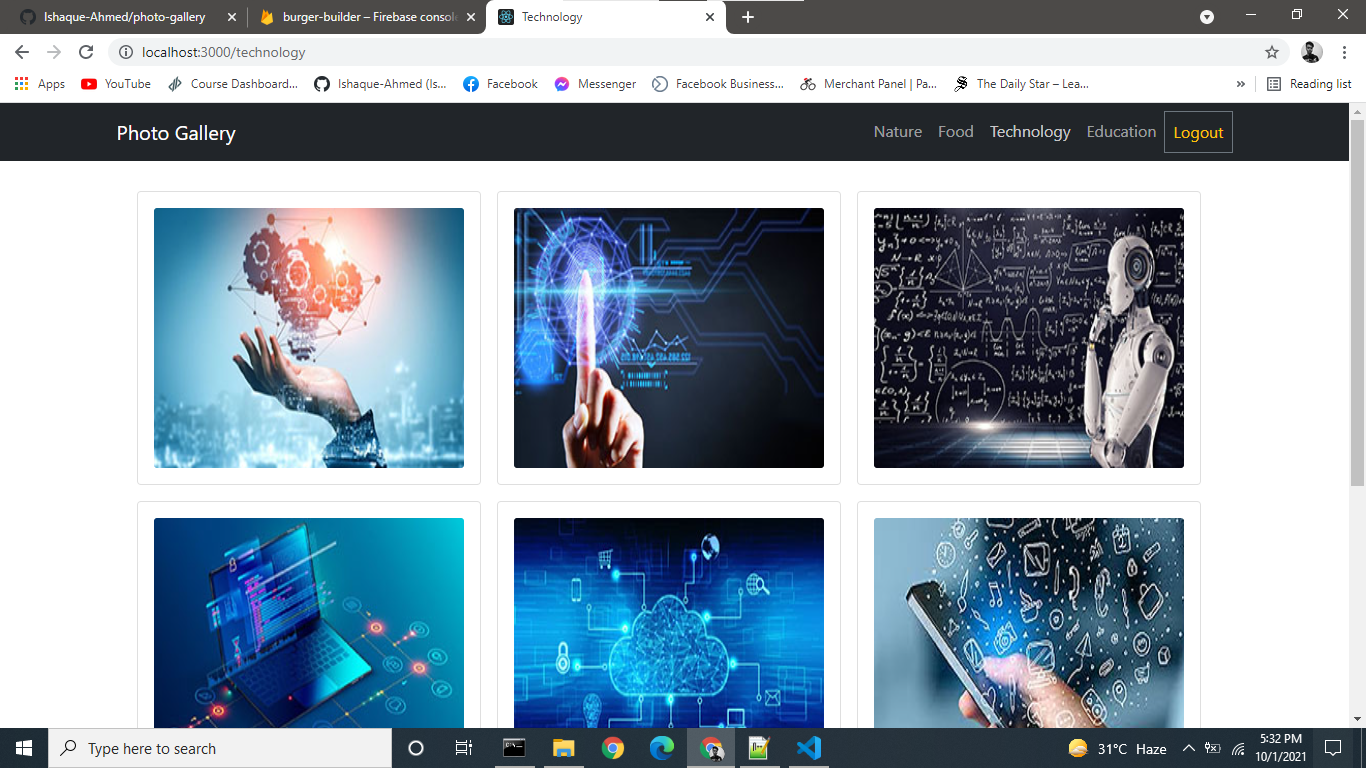 Ishaque-Ahmed/photo-gallery
burger-builder – Firebase console
Technology
localhost:3000/technology
Apps
YouTube
Course Dashboard...
Ishaque-Ahmed (Is...
Facebook
Messenger
Facebook Business...
Merchant Panel | Pa...
The Daily Star – Lea...
»
Reading list
Photo Gallery
Nature
Food
Technology
Education
Logout
Type here to search
31°C Haze
5:32 PM
10/1/2021